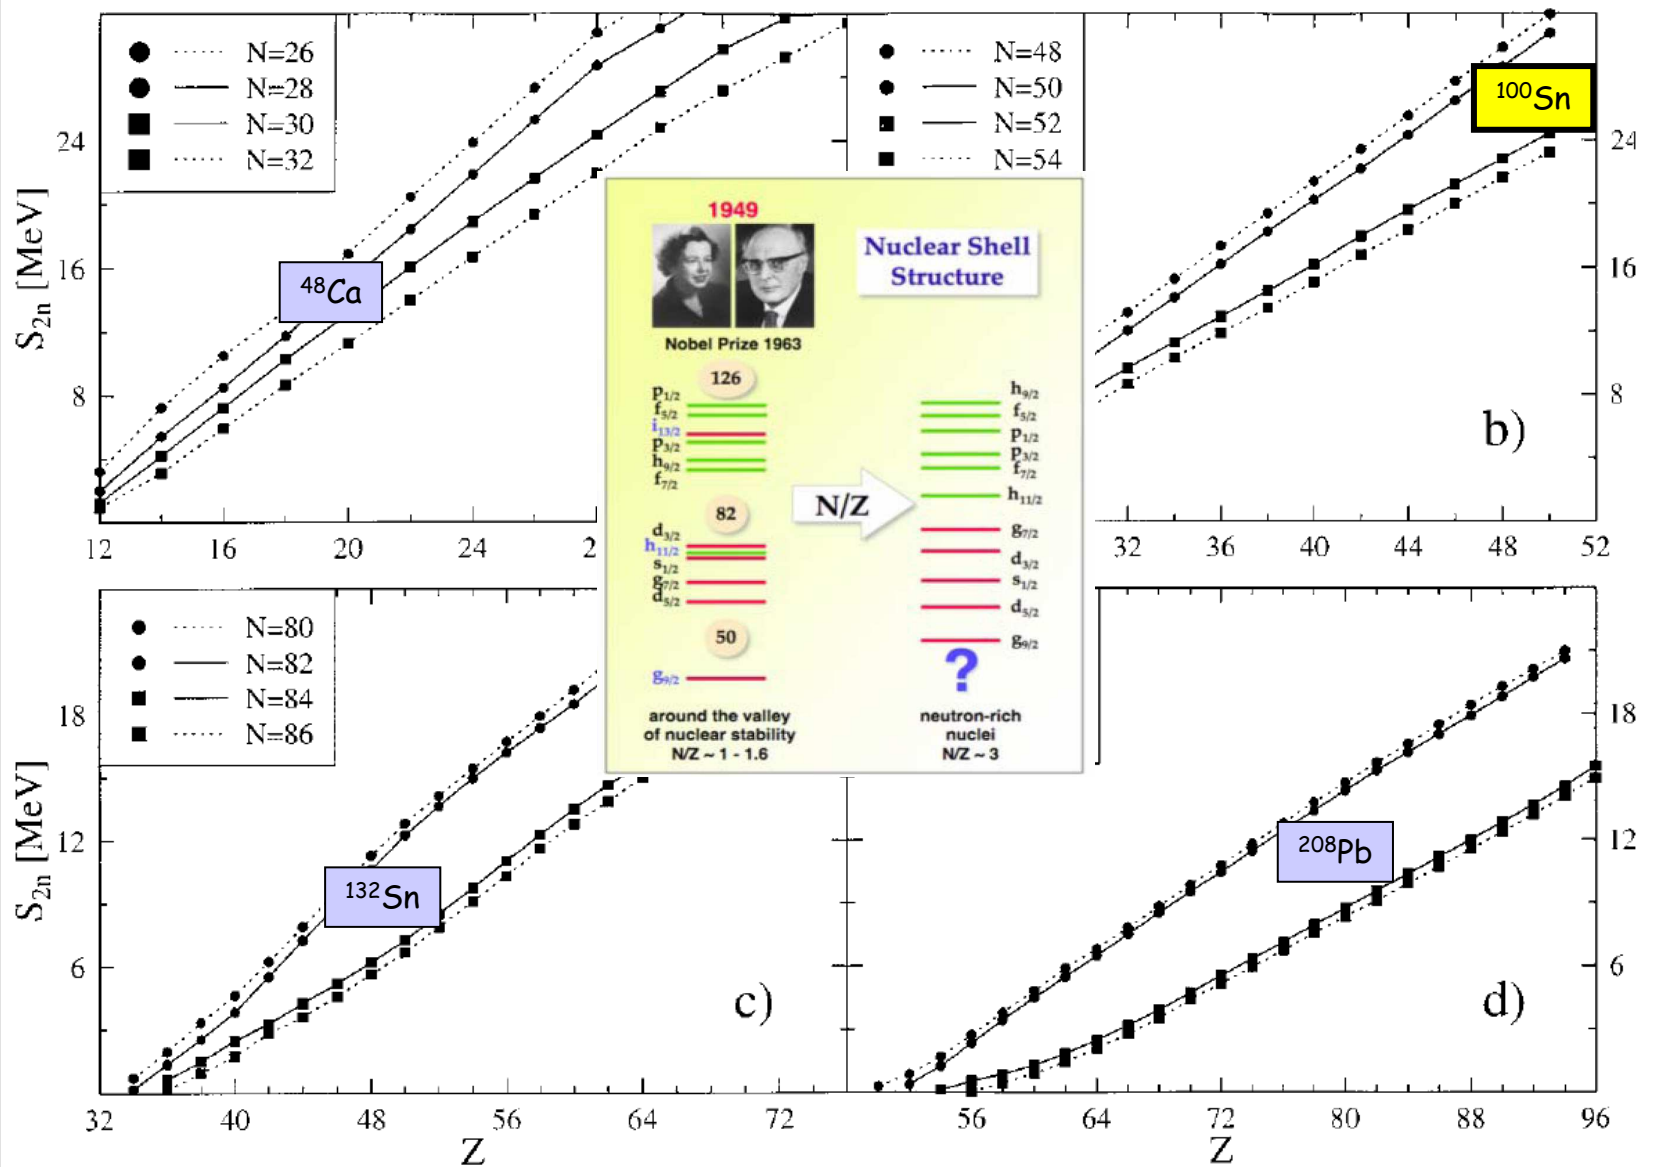 N=26
N=28
N=30
N=32
24
16
8
S2n [MeV]
12 16 20 24 2
48Ca
N=48
N=50
N=52
N=54
100Sn
24
16
8
b)
32 36 40 44 48 52
1949
Nuclear Shell
Structure
Nobel Prize 1963
126
p1/2
f5/2
i13/2
p3/2
h9/2
f7/2
82
d3/2
h11/2
s1/2
g7/2
d5/2
50
g9/2
around the valley
of nuclear stability
N/Z ~ 1 - 1.6
N/Z
h9/2
f5/2
p1/2
p3/2
f7/2
h11/2
g7/2
d3/2
s1/2
d5/2
g9/2
?
neutron-rich
nuclei
N/Z ~ 3
N=80
N=82
N=84
N=86
18
12
6
S2n [MeV]
132Sn
c)
32 40 48 56 64 72
Z
208Pb
18
12
6
d)
56 64 72 80 88 96
Z